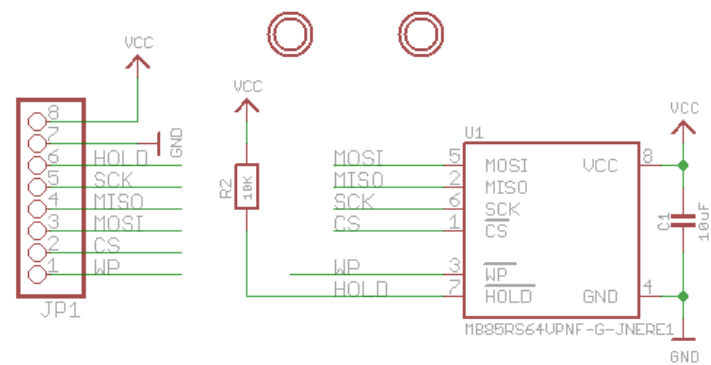 VCC
8
7
GND
6 HOLD
5 SCK
4 MISO
3 MOSI
2 CS
1 WP
JP1
VCC
R2
10K
U1
MOSI 5 MOSI
MISO 2 MISO
SCK 6 SCK
CS 1 CS
WP 3 WP
HOLD 7 HOLD
VCC 8
GND 4
MB85RS64VPNF-G-JNERE1
VCC
C1
10uF
GND